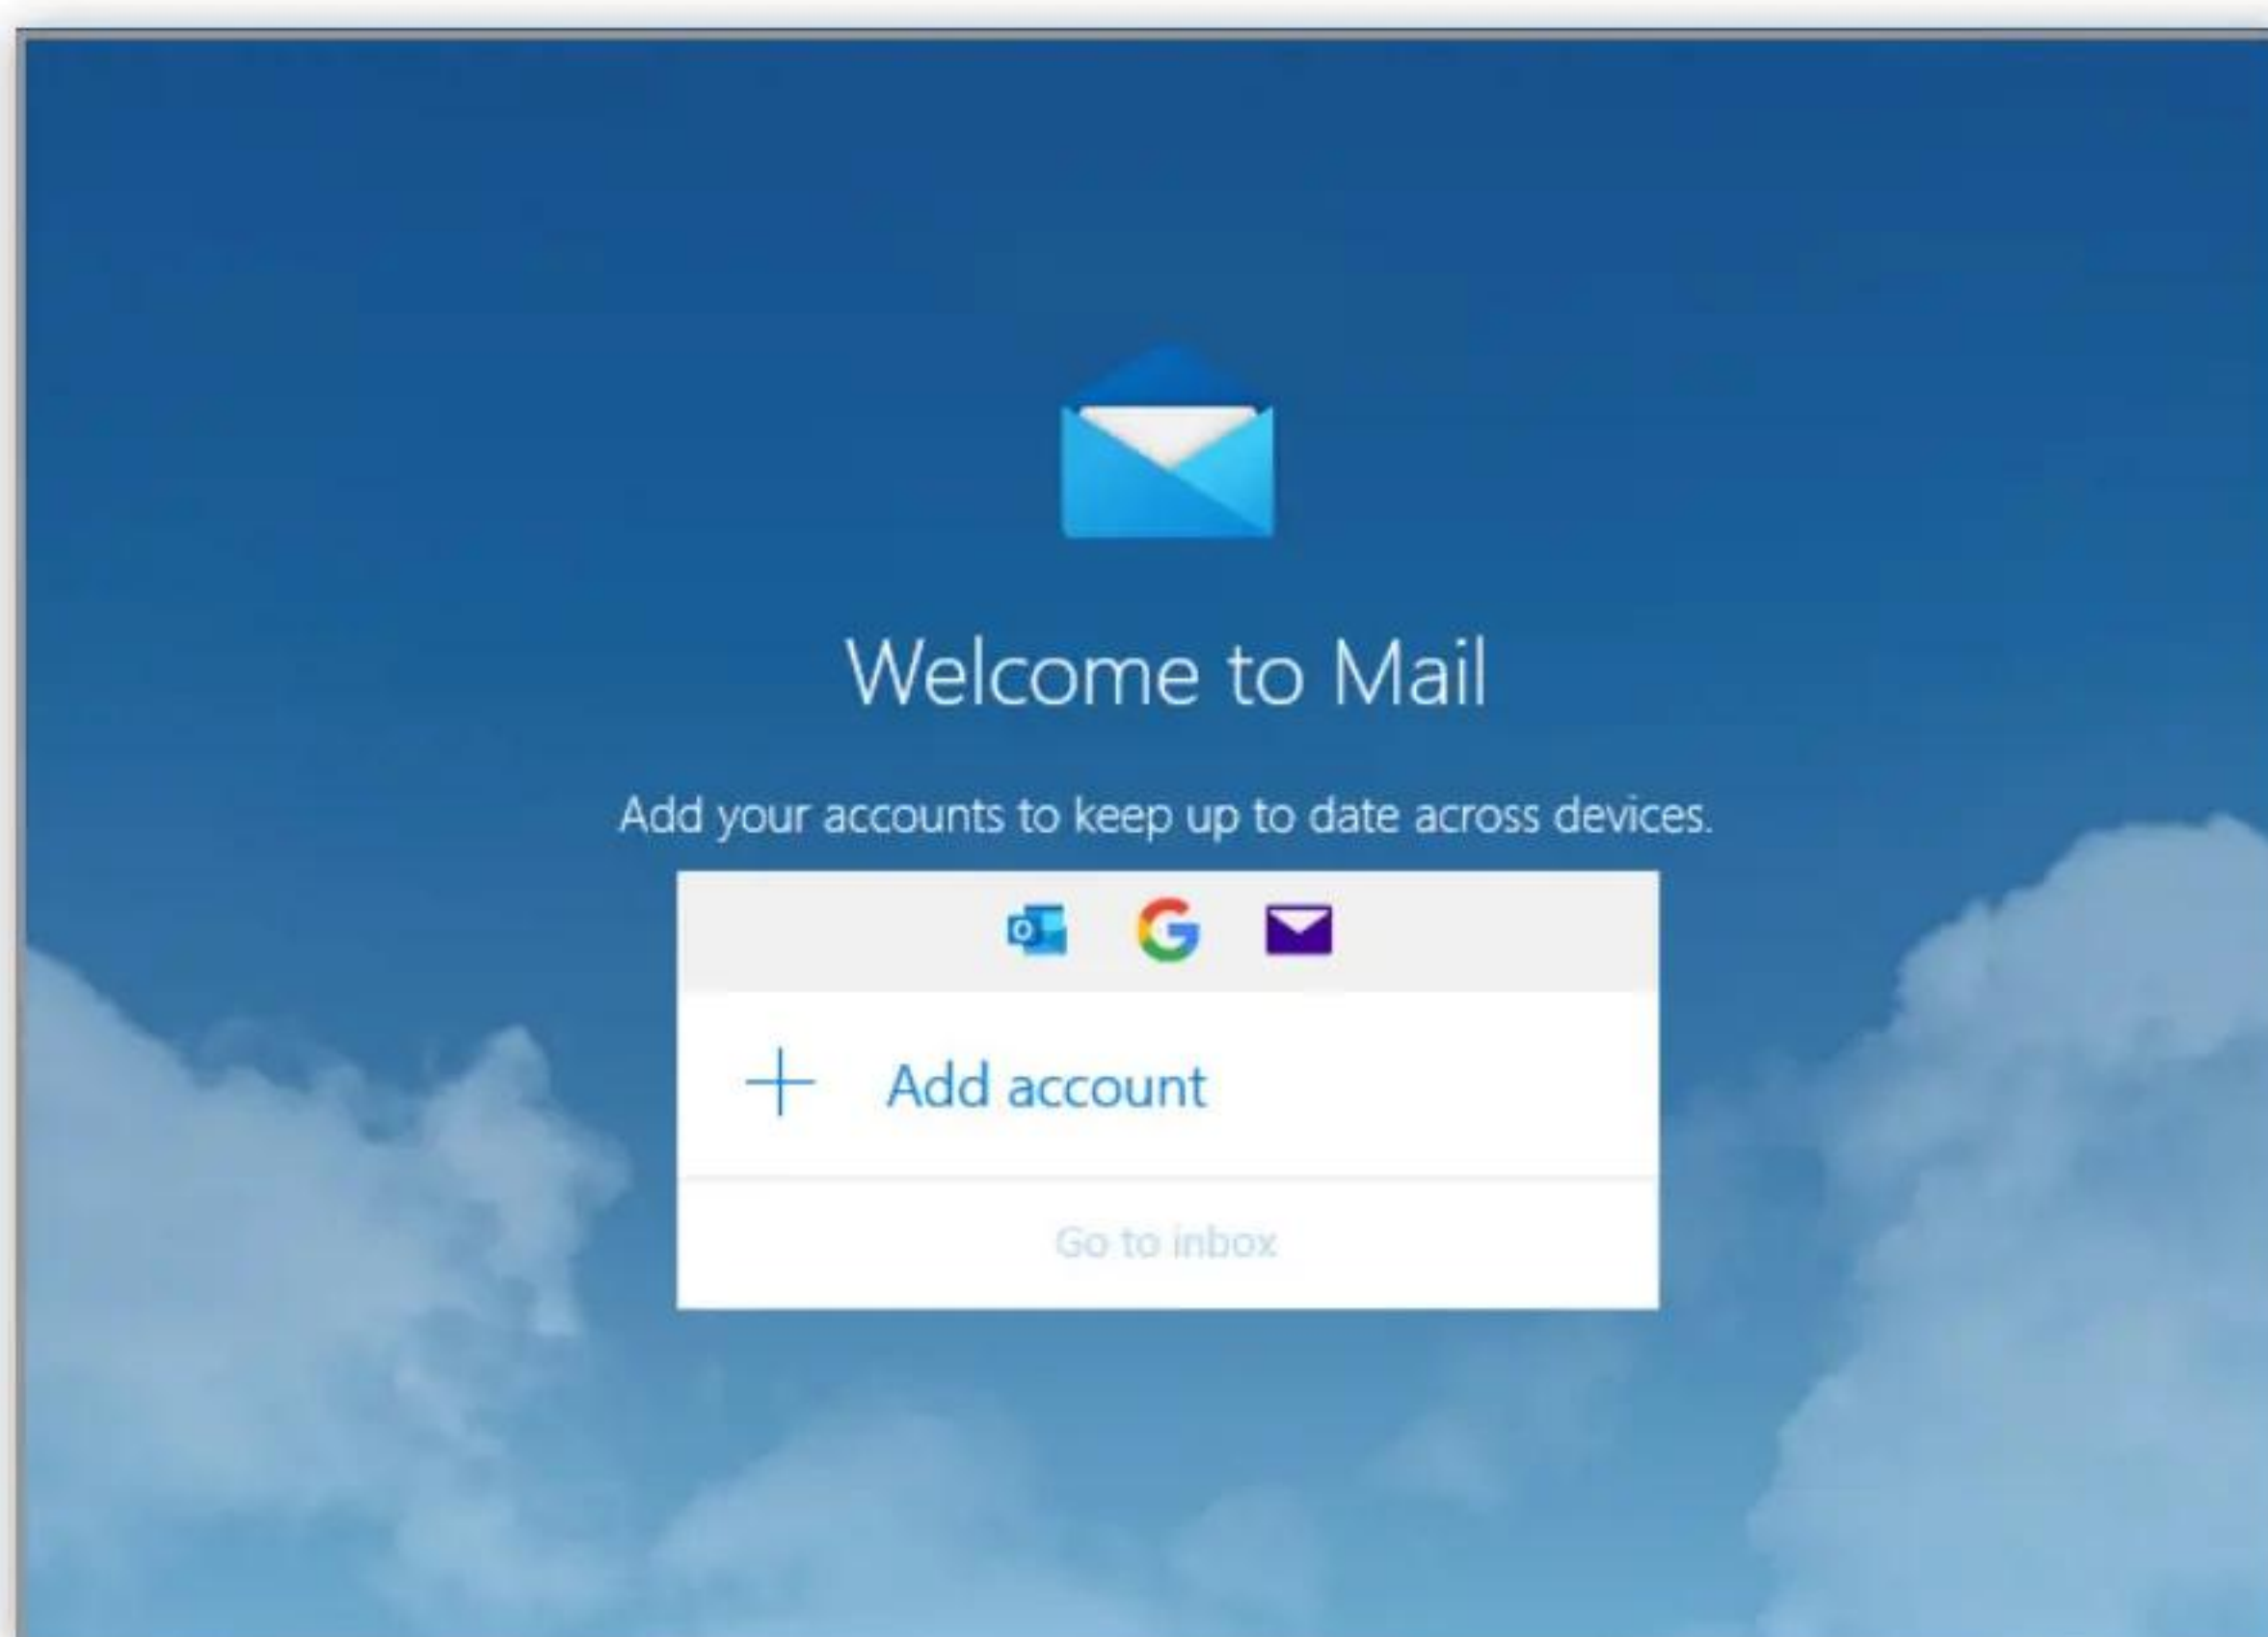 Welcome to Mail
Add your accounts to keep up to date across devices.
Add account
Go to inbox